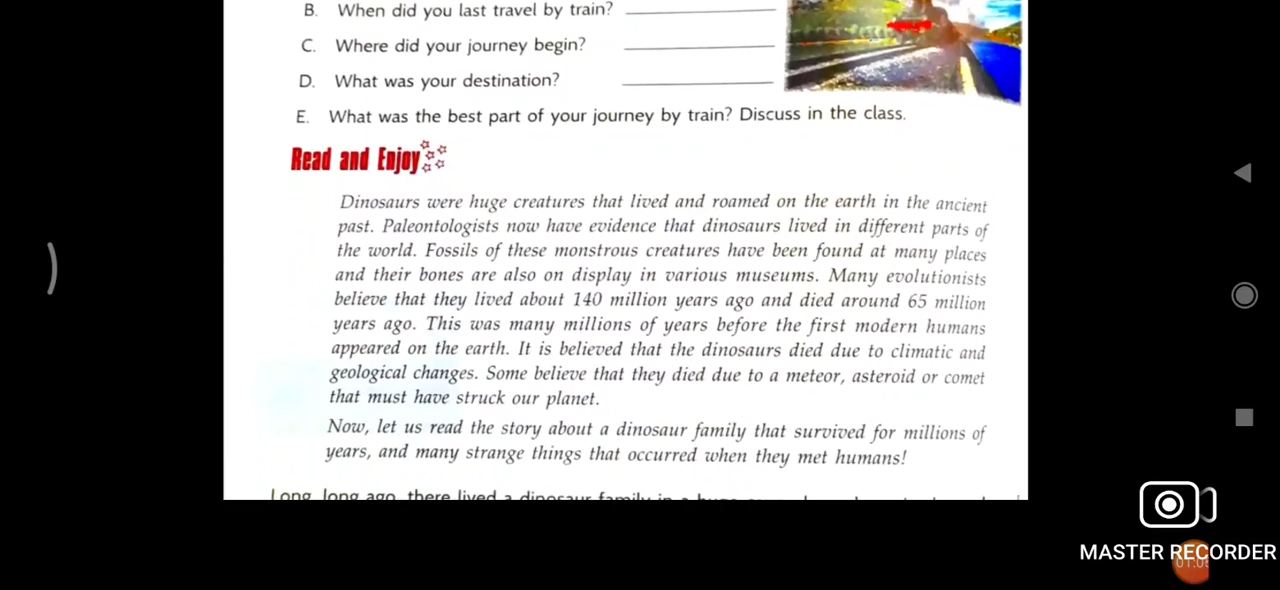 B. When did you last travel by train?
C. Where did your journey begin?
D. What was your destination?
E. What was the best part of your journey by train? Discuss in the class.
Read and Enjoy
Dinosaurs were huge creatures that lived and roamed on the earth in the ancient
past. Paleontologists now have evidence that dinosaurs lived in different parts of
the world. Fossils of these monstrous creatures have been found at many places
and their bones are also on display in various museums. Many evolutionists
believe that they lived about 140 million years ago and died around 65 million
years ago. This was many millions of years before the first modern humans
appeared on the earth. It is believed that the dinosaurs died due to climatic and
geological changes. Some believe that they died due to a meteor, asteroid or comet
that must have struck our planet.
Now, let us read the story about a dinosaur family that survived for millions of
years, and many strange things that occurred when they met humans!
Long, long ago, there lived a dinosaur family in a huge
MASTER RECORDER